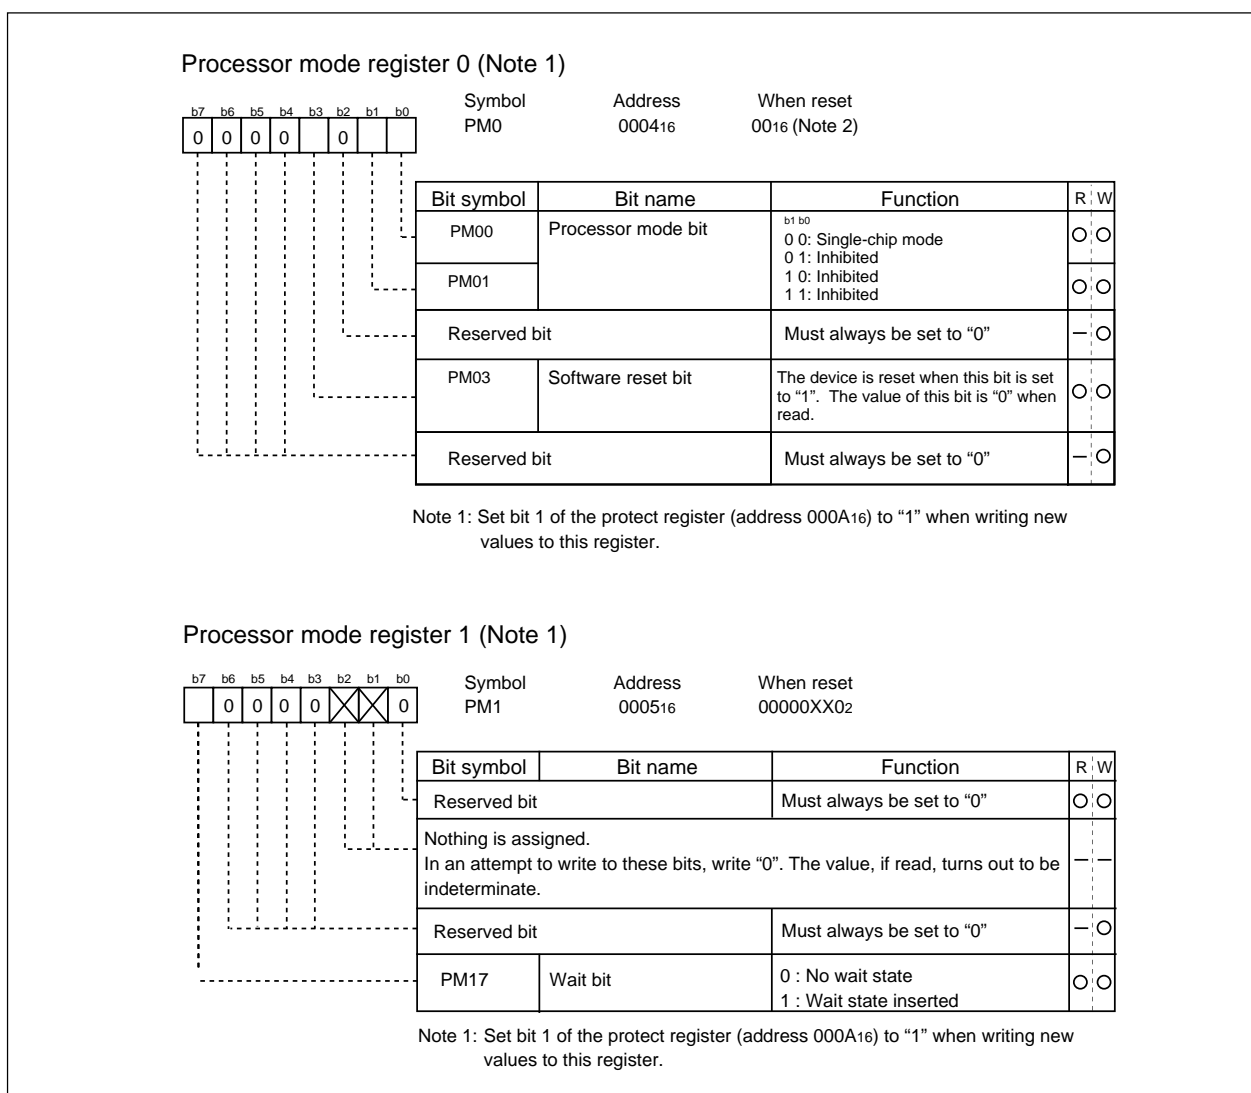 Processor mode register 0 (Note 1)
Symbol Address When reset
PM0 000416 0016 (Note 2)
b7 b6 b5 b4 b3 b2 b1 b0
0 0 0 0 0
Bit symbol Bit name Function R W
PM00 Processor mode bit b1 b0
0 0: Single-chip mode
0 1: Inhibited
PM01 1 0: Inhibited
1 1: Inhibited
Reserved bit Must always be set to “0”
PM03 Software reset bit The device is reset when this bit is set
to “1”. The value of this bit is “0” when
read.
Reserved bit Must always be set to “0”
Note 1: Set bit 1 of the protect register (address 000A16) to “1” when writing new
values to this register.
Processor mode register 1 (Note 1)
b7 b6 b5 b4 b3 b2 b1 b0
Symbol Address When reset
0 0 0 0 0
PM1 000516 00000XX02
Bit symbol Bit name Function R W
Reserved bit Must always be set to “0”
Nothing is assigned.
In an attempt to write to these bits, write “0”. The value, if read, turns out to be
indeterminate.
Reserved bit Must always be set to “0”
PM17 Wait bit 0 : No wait state
1 : Wait state inserted
Note 1: Set bit 1 of the protect register (address 000A16) to “1” when writing new
values to this register.